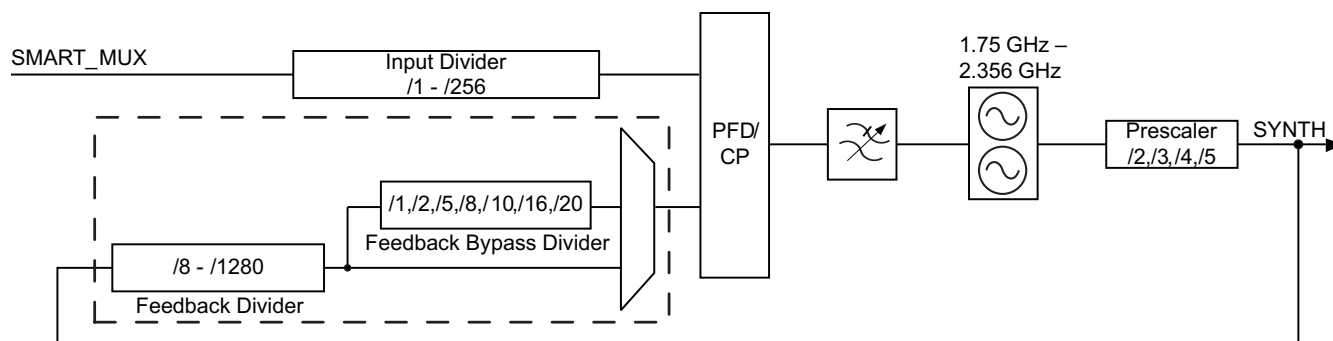 SMART_MUX
Input Divider
/1 - /256
1.75 GHz –
2.356 GHz
PFD/
CP
Prescaler
/2,/3,/4,/5
SYNTH
/1,/2,/5,/8,/10,/16,/20
Feedback Bypass Divider
/8 - /1280
Feedback Divider